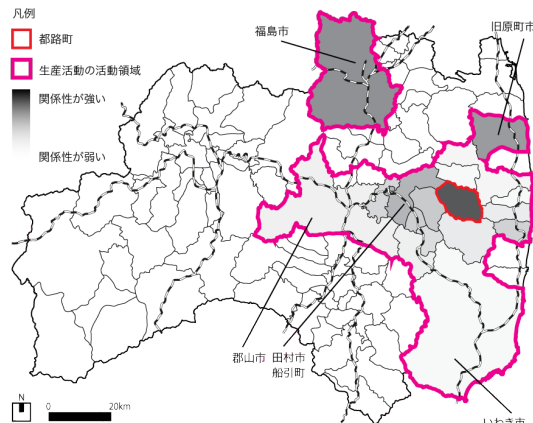 凡例
都路町
生産活動の活動領域
関係性が強い
関係性が弱い
福島市
旧原町市
郡山市
田村市
船引町
いわき市
N
0
20km